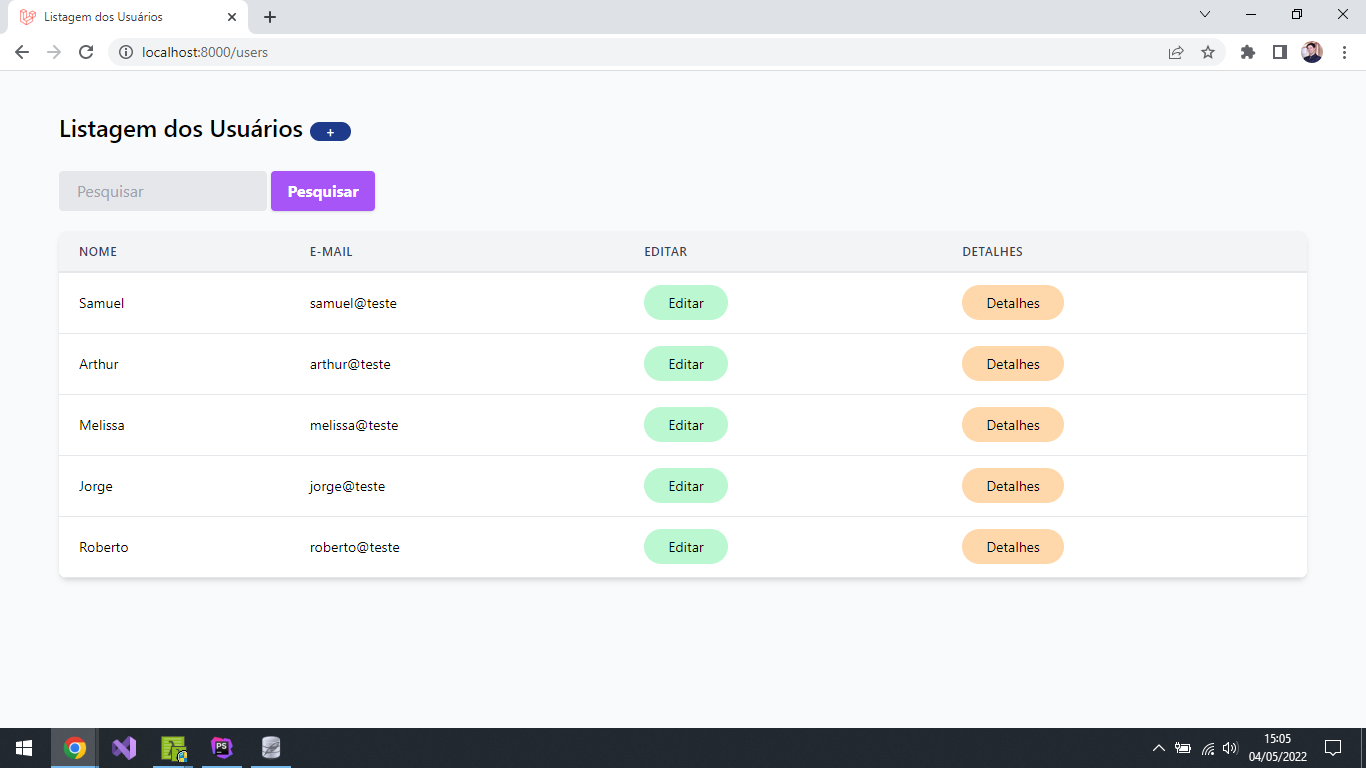 Listagem dos Usuários
localhost:8000/users
Listagem dos Usuários +
Pesquisar Pesquisar
NOME E-MAIL EDITAR DETALHES
Samuel samuel@teste Editar Detalhes
Arthur arthur@teste Editar Detalhes
Melissa melissa@teste Editar Detalhes
Jorge jorge@teste Editar Detalhes
Roberto roberto@teste Editar Detalhes
PS
15:05
04/05/2022